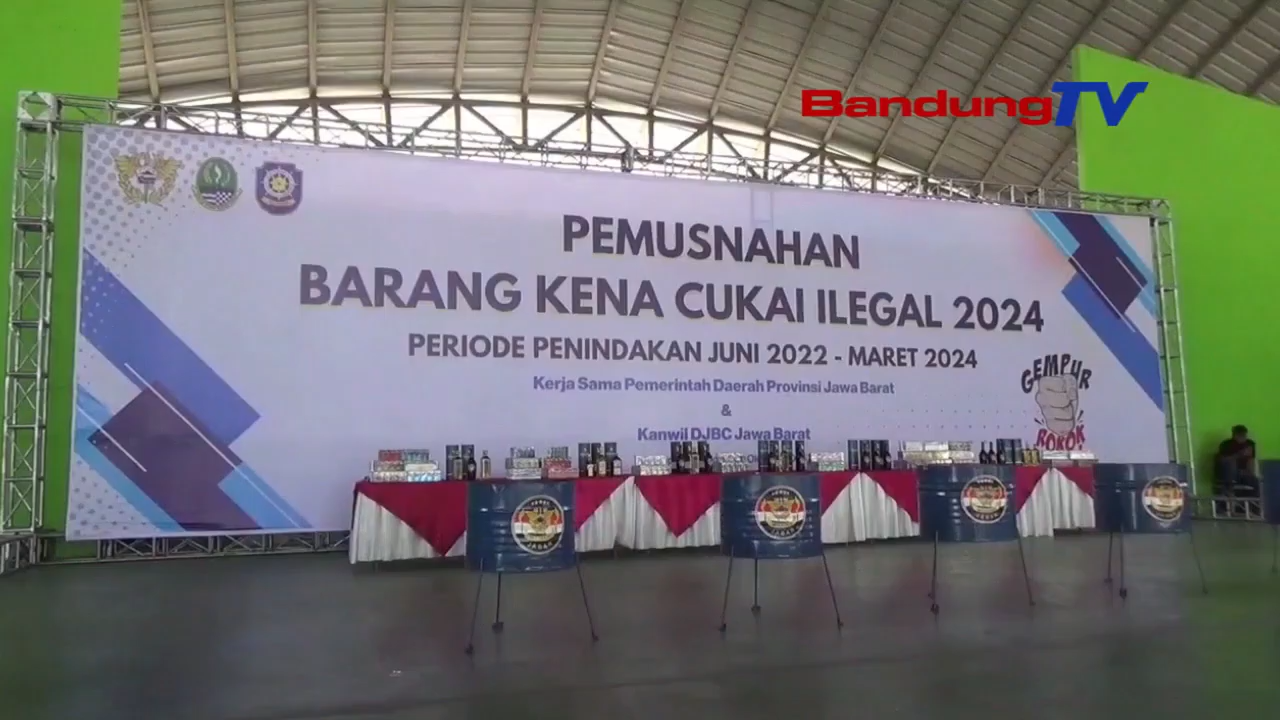 BandungTV
PEMUSNAHAN
BARANG KENA CUKAI ILEGAL 2024
PERIODE PENINDAKAN JUNI 2022 - MARET 2024
Kerja Sama Pemerintah Daerah Provinsi Jawa Barat
&
Kanwil DJBC Jawa Barat
GEMPUR
ROKOK